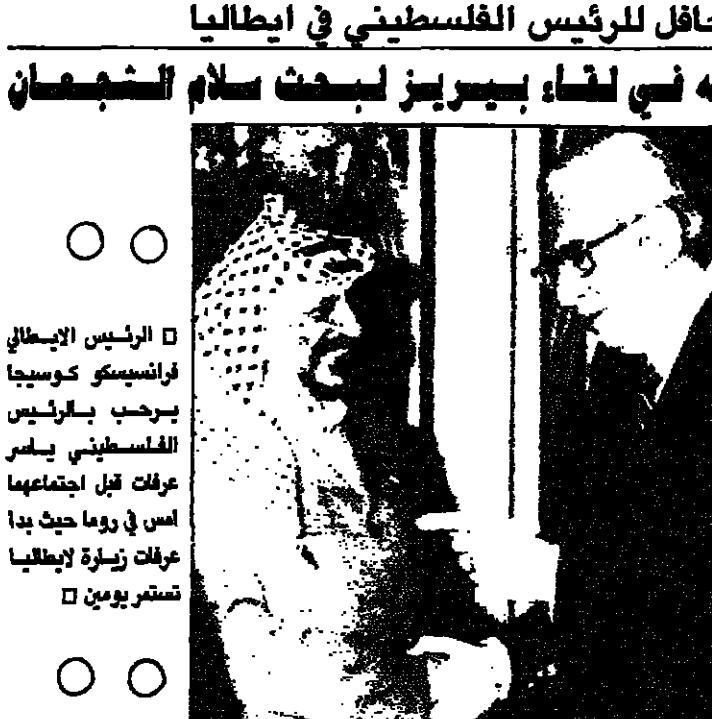 حافل للرئيس الفلسطيني في ايطاليا
ه في لقاء بيريز لبحث سلام الشجعان
□ الرئيس الايطالي
فرانسيسكو كوسيجا
يرحب بالرئيس
الفلسطيني ياسر
عرفات قبل اجتماعهما
امس في روما حيث بدا
عرفات زيارة لايطاليا
تستمر يومين □